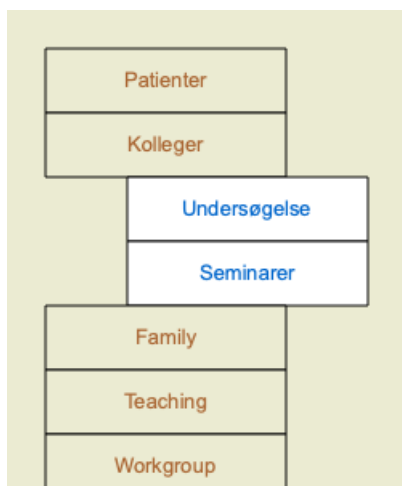 Patienter
Kolleger
Undersøgelse
Seminarer
Family
Teaching
Workgroup